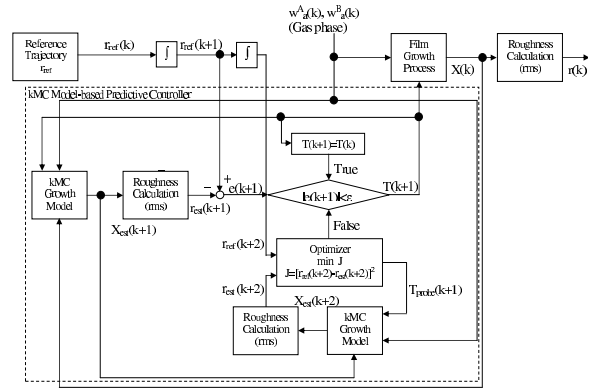 w^A_a(k), w^B_a(k)
(Gas phase)
Reference
Trajectory
r_ref
r_ref(k)
∫
r_ref(k+1)
∫
Film
Growth
Process
X(k)
Roughness
Calculation
(rms)
r(k)
kMC Model-based Predictive Controller
T(k+1)=T(k)
True
kMC
Growth
Model
Roughness
Calculation
(rms)
− + e(k+1)
|e(k+1)|<ε
T(k+1)
r_est(k+1)
X_est(k+1)
False
r_ref(k+2)
Optimizer
min J
J=[r_ref(k+2)-r_est(k+2)]²
r_est(k+2)
X_est(k+2)
T_probe(k+1)
Roughness
Calculation
(rms)
kMC
Growth
Model